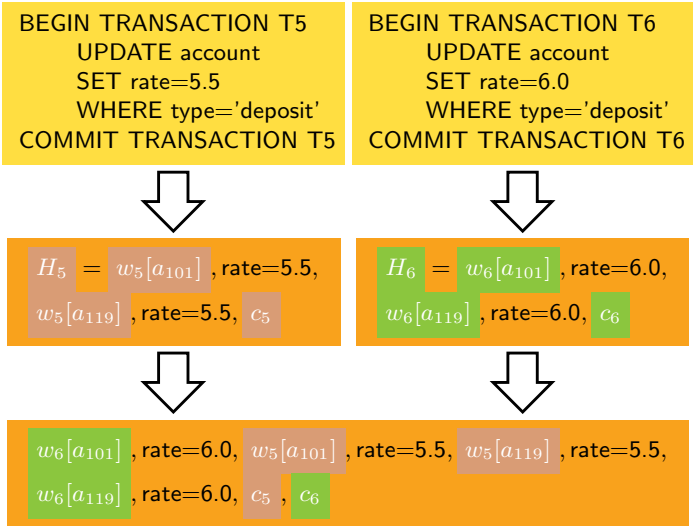 BEGIN TRANSACTION T5
UPDATE account
SET rate=5.5
WHERE type='deposit'
COMMIT TRANSACTION T5
BEGIN TRANSACTION T6
UPDATE account
SET rate=6.0
WHERE type='deposit'
COMMIT TRANSACTION T6
H₅ = w₅[a₁₀₁], rate=5.5,
w₅[a₁₁₉], rate=5.5, c₅
H₆ = w₆[a₁₀₁], rate=6.0,
w₆[a₁₁₉], rate=6.0, c₆
w₆[a₁₀₁], rate=6.0, w₅[a₁₀₁], rate=5.5, w₅[a₁₁₉], rate=5.5,
w₆[a₁₁₉], rate=6.0, c₅, c₆